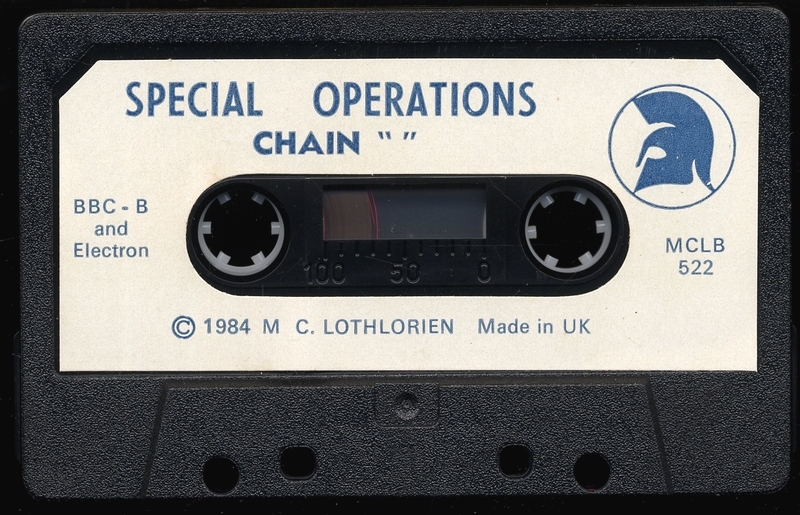 SPECIAL OPERATIONS
CHAIN “ ”
BBC - B
and
Electron
MCLB
522
100 50 0
© 1984 M C. LOTHLORIEN Made in UK